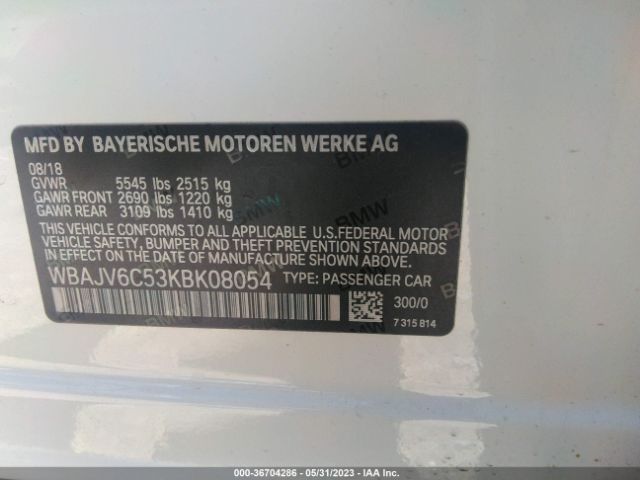 MFD BY BAYERISCHE MOTOREN WERKE AG
08/18
GVWR 5545 lbs 2515 kg
GAWR FRONT 2690 lbs 1220 kg
GAWR REAR 3109 lbs 1410 kg
THIS VEHICLE CONFORMS TO ALL APPLICABLE U.S.FEDERAL MOTOR
VEHICLE SAFETY, BUMPER, AND THEFT PREVENTION STANDARDS
IN EFFECT ON THE DATE OF MANUFACTURE SHOWN ABOVE.
WBAJV6C53KBK08054 TYPE: PASSENGER CAR
300/0
7 315 814
000-36704286 - 05/31/2023 - IAA Inc.